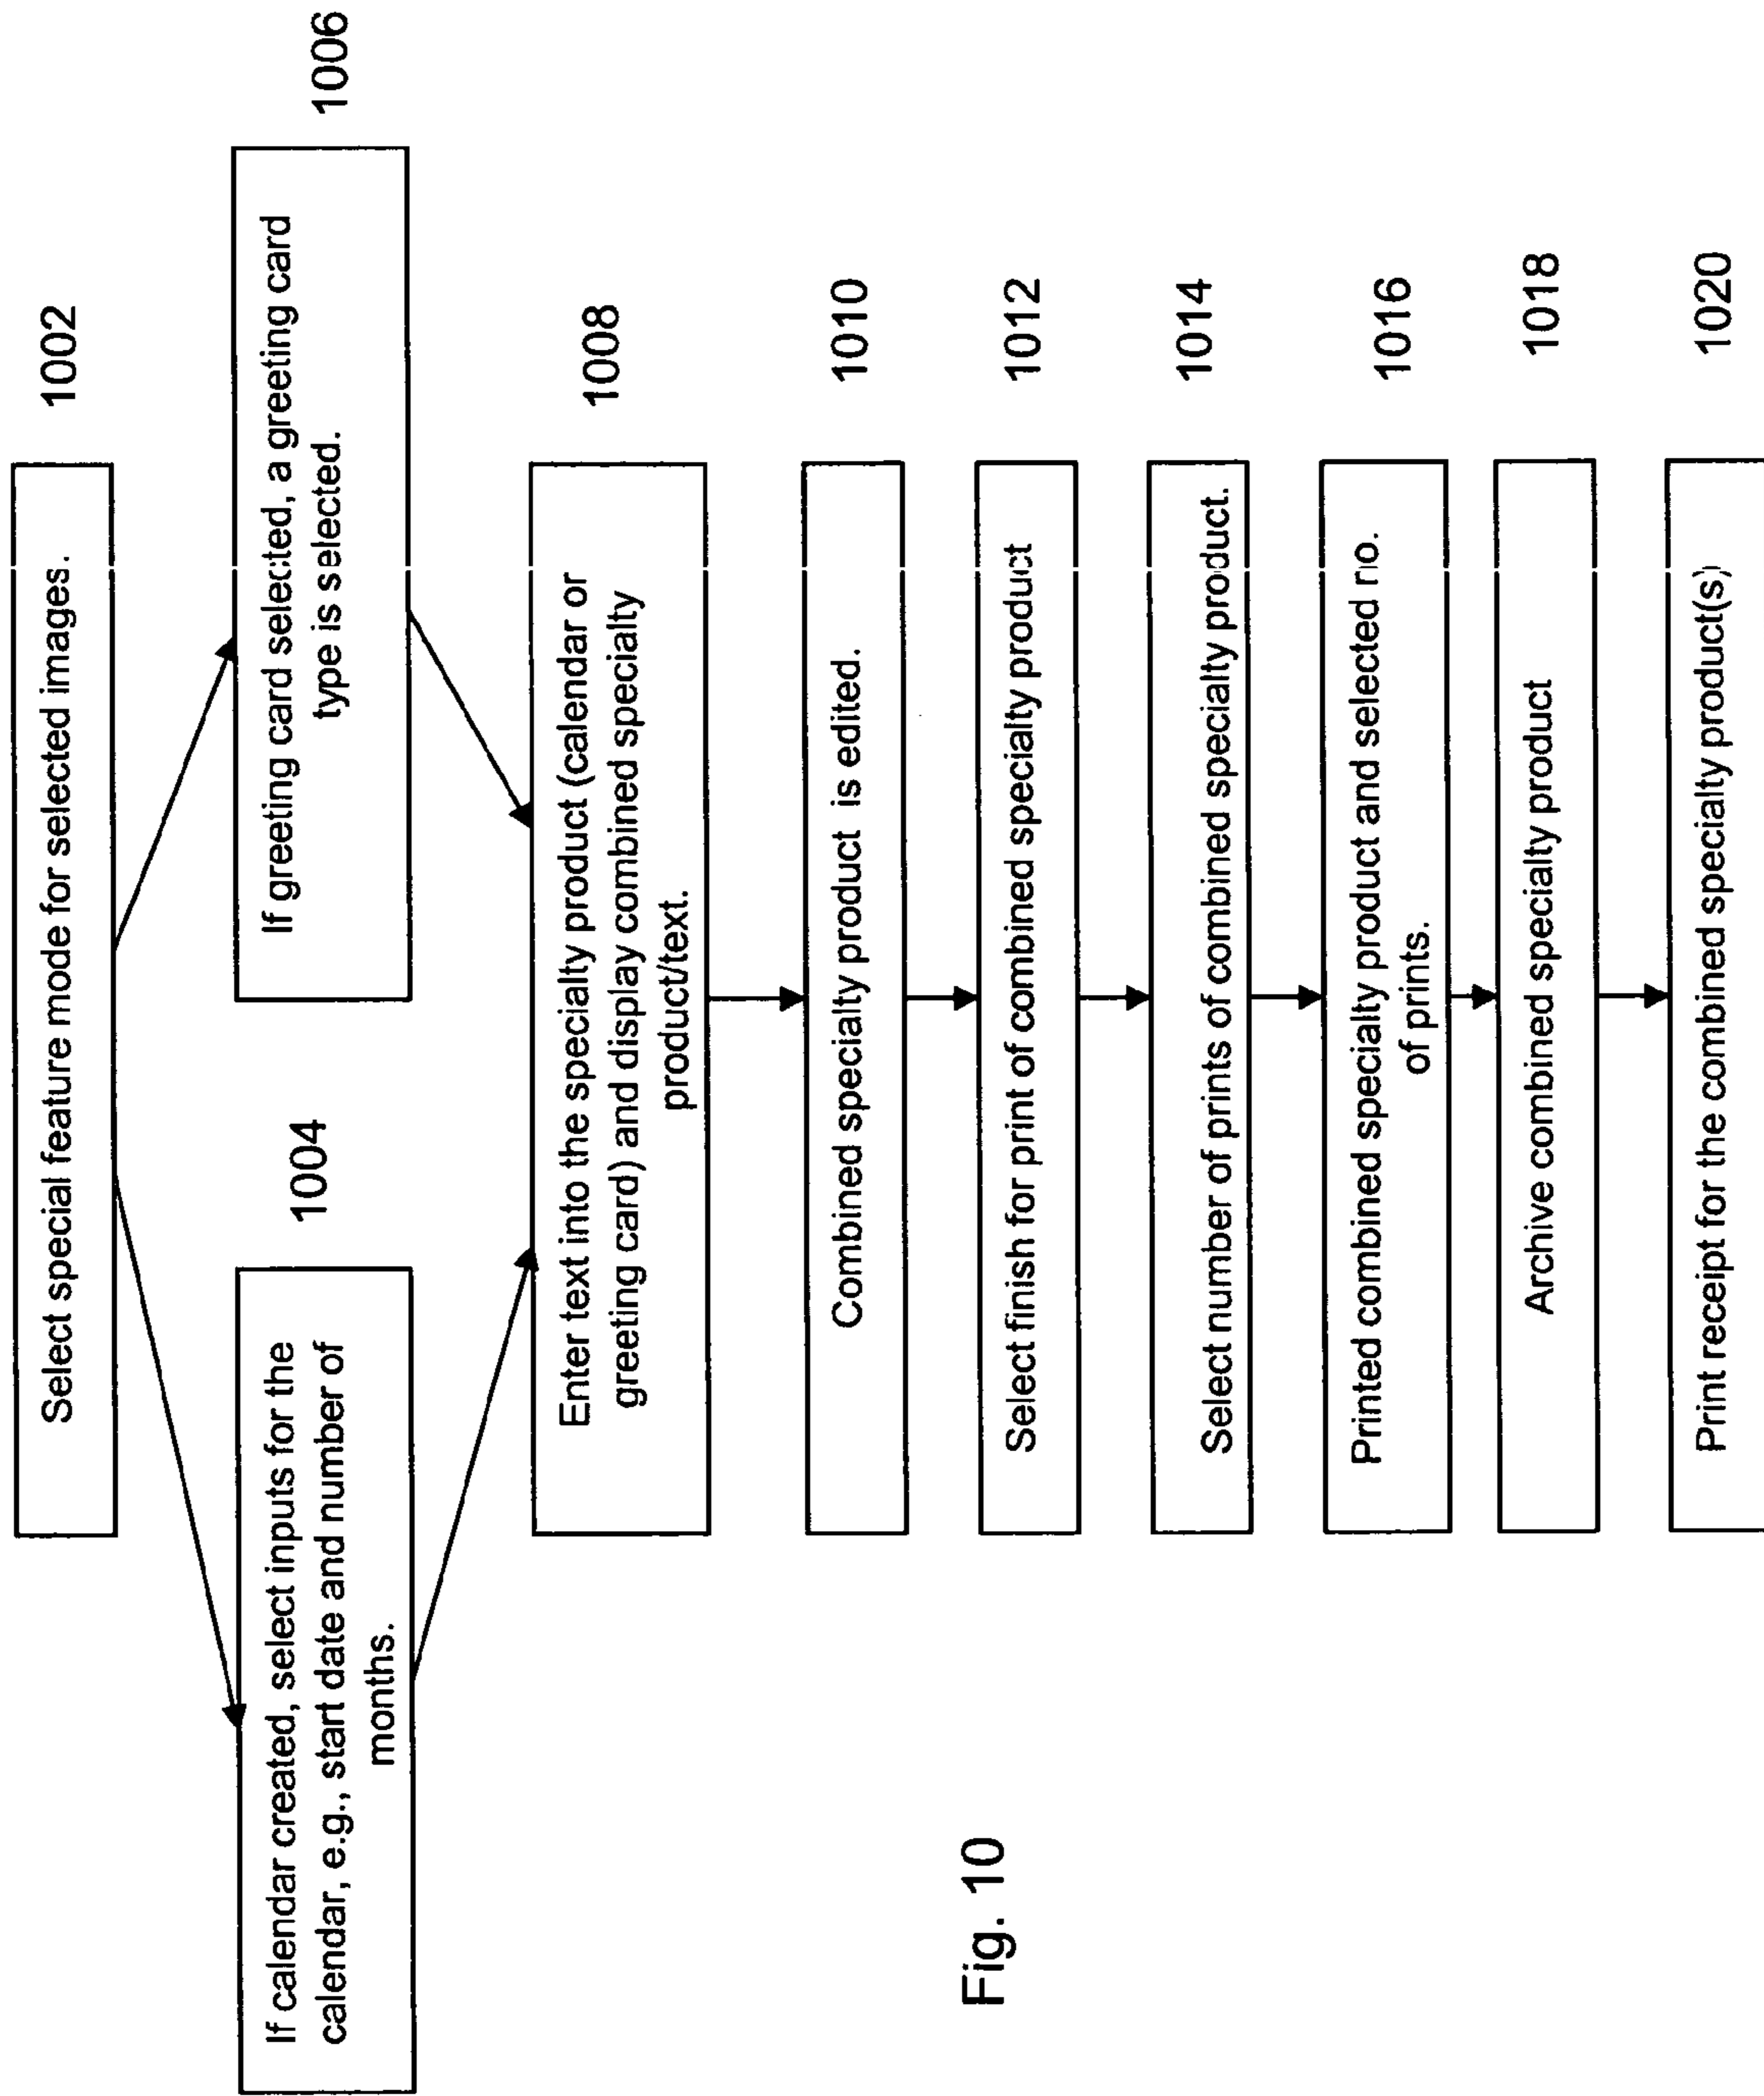 Select special feature mode for selected images.
1002
If calendar created, select inputs for the
calendar, e.g., start date and number of
months.
1004
If greeting card selected, a greeting card
type is selected.
1006
Enter text into the specialty product (calendar or
greeting card) and display combined specialty
product/text.
1008
Combined specialty product is edited.
1010
Select finish for print of combined specialty product
1012
Select number of prints of combined specialty product.
1014
Printed combined specialty product and selected no.
of prints.
1016
Archive combined specialty product
1018
Print receipt for the combined specialty product(s)
1020
Fig. 10